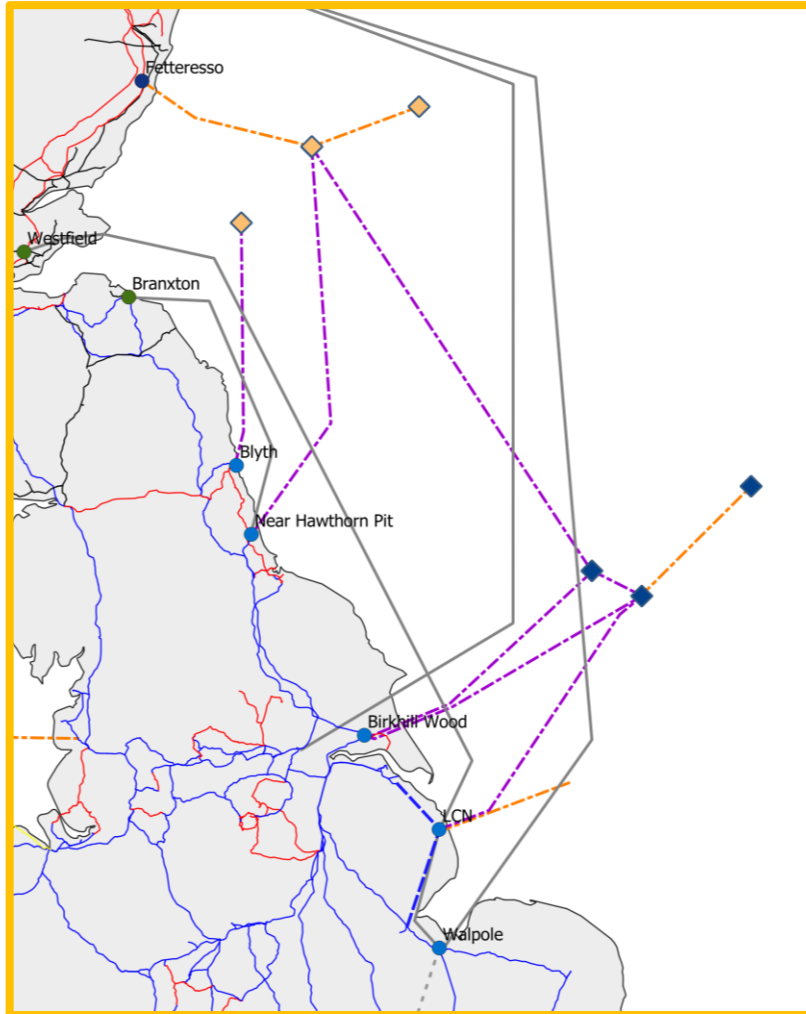 Fetteresso
Westfield
Branxton
Blyth
Near Hawthorn Pit
Birkhill Wood
LCN
Walpole